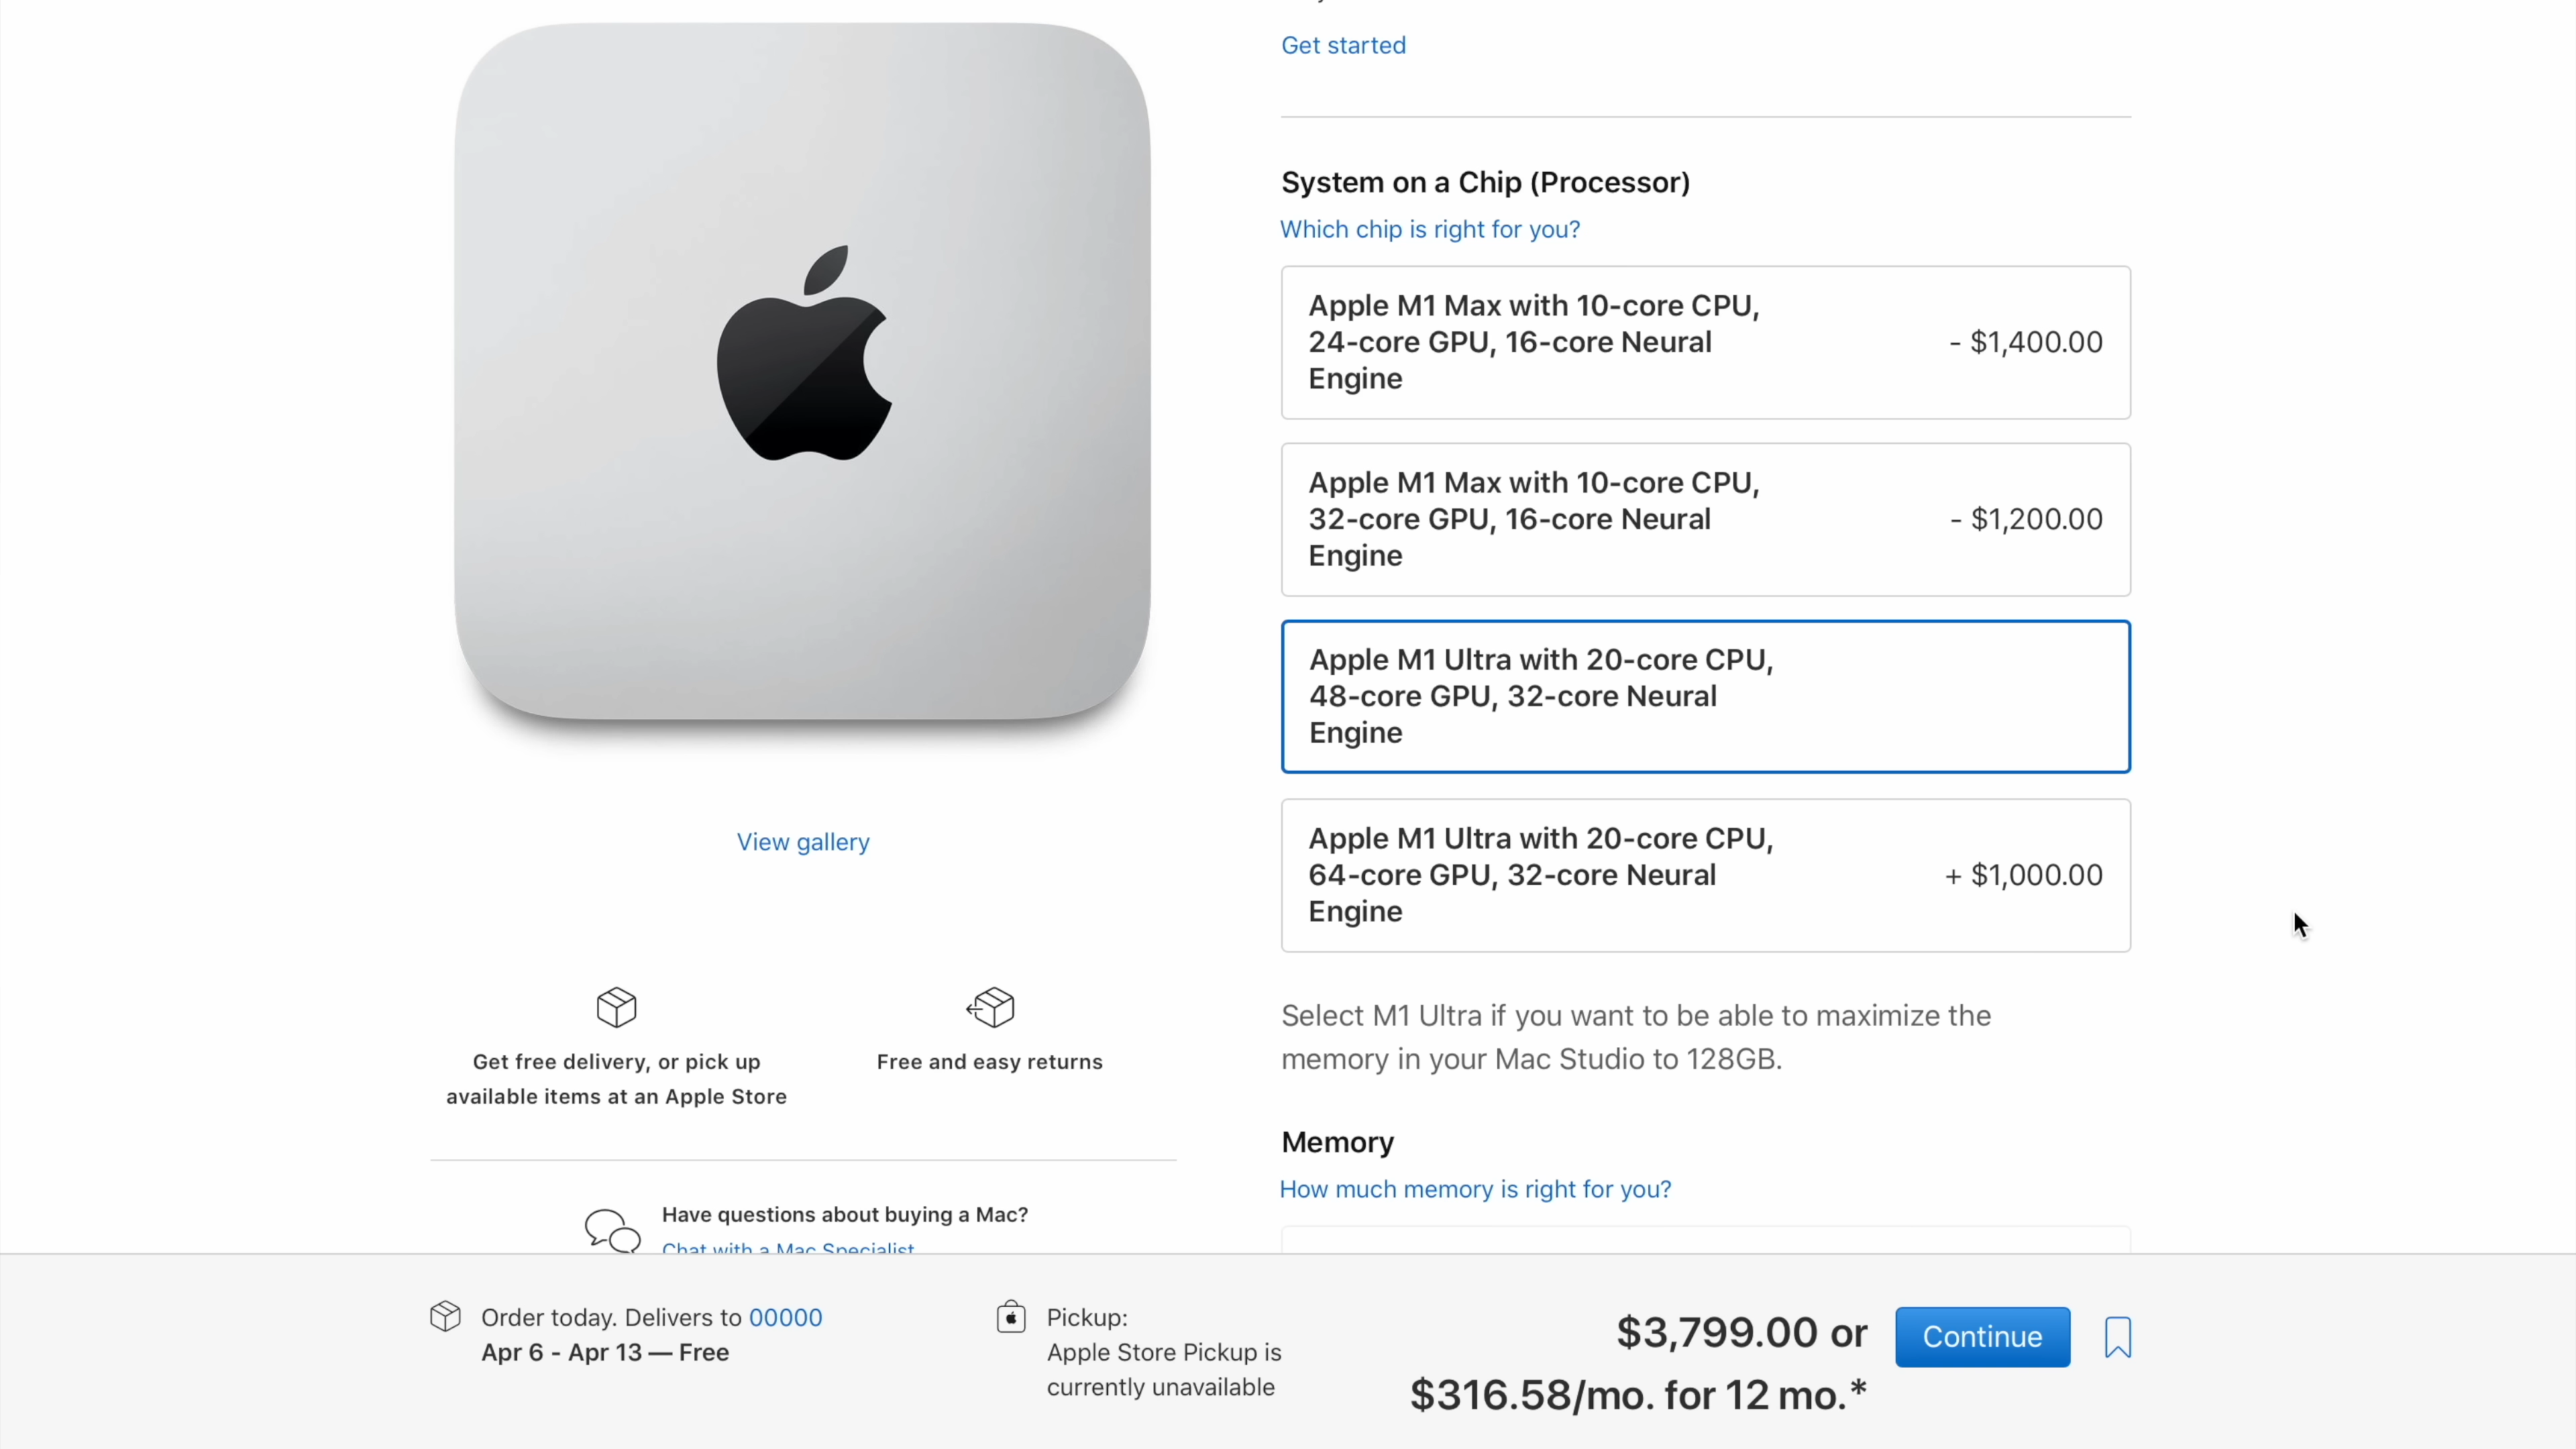 Get started
System on a Chip (Processor)
Which chip is right for you?
Apple M1 Max with 10-core CPU,
24-core GPU, 16-core Neural
Engine
- $1,400.00
Apple M1 Max with 10-core CPU,
32-core GPU, 16-core Neural
Engine
- $1,200.00
Apple M1 Ultra with 20-core CPU,
48-core GPU, 32-core Neural
Engine
Apple M1 Ultra with 20-core CPU,
64-core GPU, 32-core Neural
Engine
+ $1,000.00
Select M1 Ultra if you want to be able to maximize the
memory in your Mac Studio to 128GB.
Memory
How much memory is right for you?
View gallery
Get free delivery, or pick up
available items at an Apple Store
Free and easy returns
Have questions about buying a Mac?
Chat with a Mac Specialist
Order today. Delivers to 00000
Apr 6 - Apr 13 — Free
Pickup:
Apple Store Pickup is
currently unavailable
$3,799.00 or
$316.58/mo. for 12 mo.*
Continue